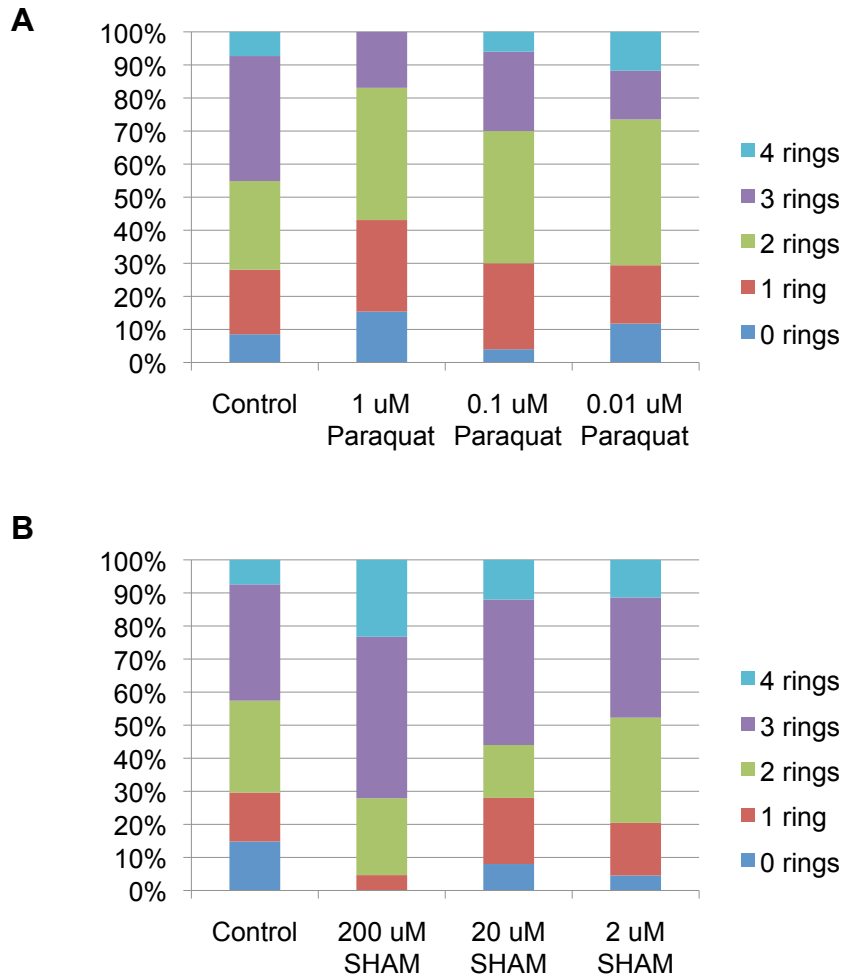 A
100%
90%
80%
70%
60%
50%
40%
30%
20%
10%
0%
4 rings
3 rings
2 rings
1 ring
0 rings
Control
1 uM
Paraquat
0.1 uM
Paraquat
0.01 uM
Paraquat
B
100%
90%
80%
70%
60%
50%
40%
30%
20%
10%
0%
4 rings
3 rings
2 rings
1 ring
0 rings
Control
200 uM
SHAM
20 uM
SHAM
2 uM
SHAM